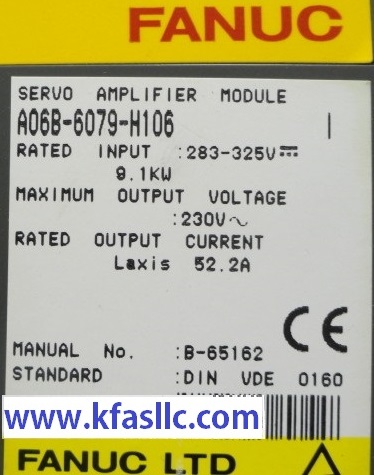 FANUC
SERVO AMPLIFIER MODULE
A06B-6079-H106
RATED INPUT :283-325V⎓
9.1KW
MAXIMUM OUTPUT VOLTAGE
:230V～
RATED OUTPUT CURRENT
Laxis 52.2A
CE
MANUAL No. :B-65162
STANDARD :DIN VDE 0160
www.kfasllc.com
FANUC LTD